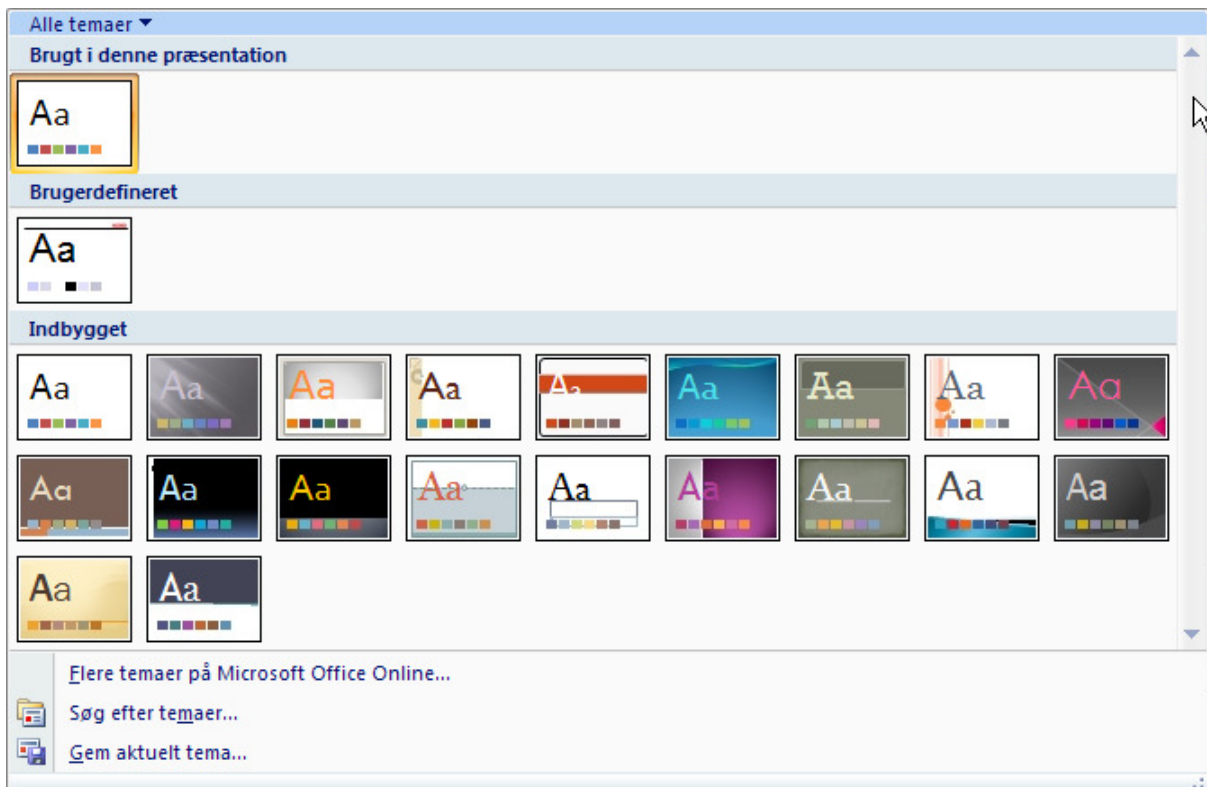 Alle temaer
Brugt i denne præsentation
Aa
Brugerdefineret
Aa
Indbygget
Aa Aa Aa Aa Aa Aa Aa Aa Aa
Aa Aa Aa Aa Aa Aa Aa Aa Aa
Aa Aa
Flere temaer på Microsoft Office Online...
Søg efter temaer...
Gem aktuelt tema...